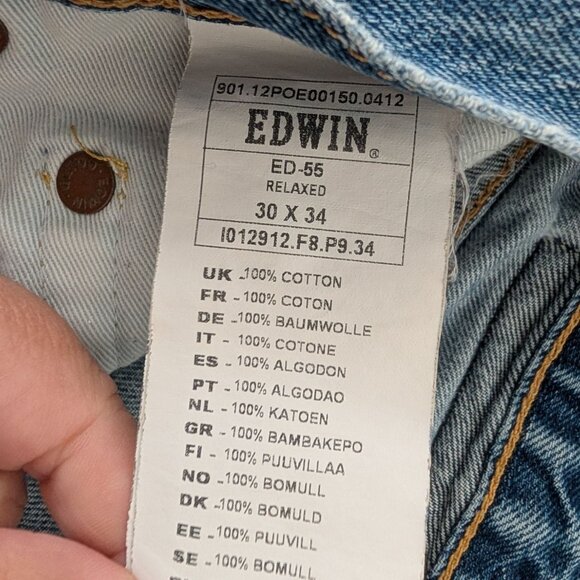 901.12POE00150.0412
EDWIN®
ED-55
RELAXED
30 X 34
I012912.F8.P9.34
UK -100% COTTON
FR - 100% COTON
DE -100% BAUMWOLLE
IT - 100% COTONE
ES - 100% ALGODON
PT - 100% ALGODAO
NL - 100% KATOEN
GR - 100% BAMBAKEPO
FI - 100% PUUVILLAA
NO - 100% BOMULL
DK -100% BOMULD
EE -100% PUUVILL
SE - 100% BOMULL